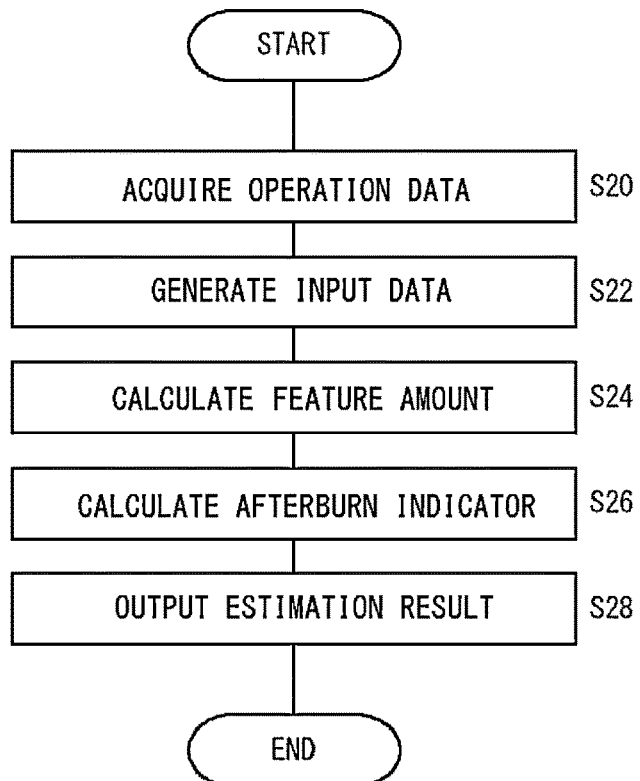 START
ACQUIRE OPERATION DATA S20
GENERATE INPUT DATA S22
CALCULATE FEATURE AMOUNT S24
CALCULATE AFTERBURN INDICATOR S26
OUTPUT ESTIMATION RESULT S28
END